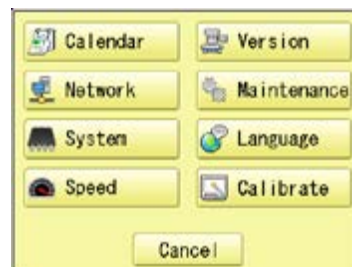 Calendar
Version
Network
Maintenance
System
Language
Speed
Calibrate
Cancel